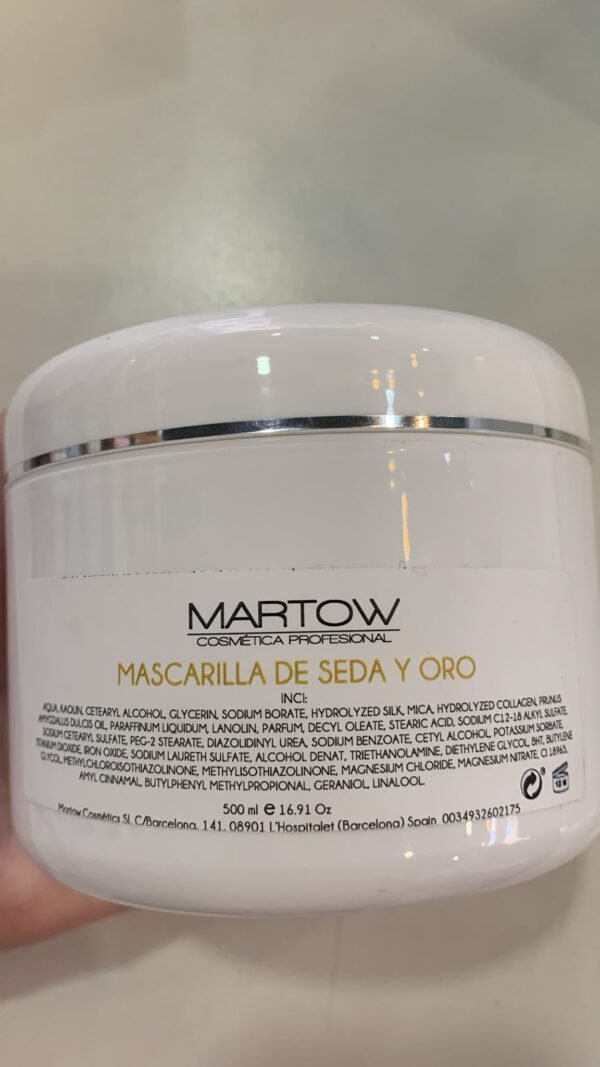 MARTOW
COSMÉTICA PROFESIONAL
MASCARILLA DE SEDA Y ORO
INCI:
AQUA, KAOLIN, CETEARYL ALCOHOL, GLYCERIN, SODIUM BORATE, HYDROLYZED SILK, MICA, HYDROLYZED COLLAGEN, PRUNUS
AMYGDALUS DULCIS OIL, PARAFFINUM LIQUIDUM, LANOLIN, PARFUM, DECYL OLEATE, STEARIC ACID, SODIUM C12-18 ALKYL SULFATE,
SODIUM CETEARYL SULFATE, PEG-2 STEARATE, DIAZOLIDINYL UREA, SODIUM BENZOATE, CETYL ALCOHOL POTASSIUM SORBATE,
TITANIUM DIOXIDE, IRON OXIDE, SODIUM LAURETH SULFATE, ALCOHOL DENAT, TRIETHANOLAMINE, DIETHYLENE GLYCOL, BHT, BUTYLENE
GLYCOL, METHYLCHLOROISOTHIAZOLINONE, METHYLISOTHIAZOLINONE, MAGNESIUM CHLORIDE, MAGNESIUM NITRATE, CI 18965,
AMYL CINNAMAL, BUTYLPHENYL METHYLPROPIONAL, GERANIOL, LINALOOL
12 M
500 ml e 16.91 Oz
Martow Cosmétics SL C/Barcelona, 141, 08901 L'Hospitalet (Barcelona) Spain 0034932602175